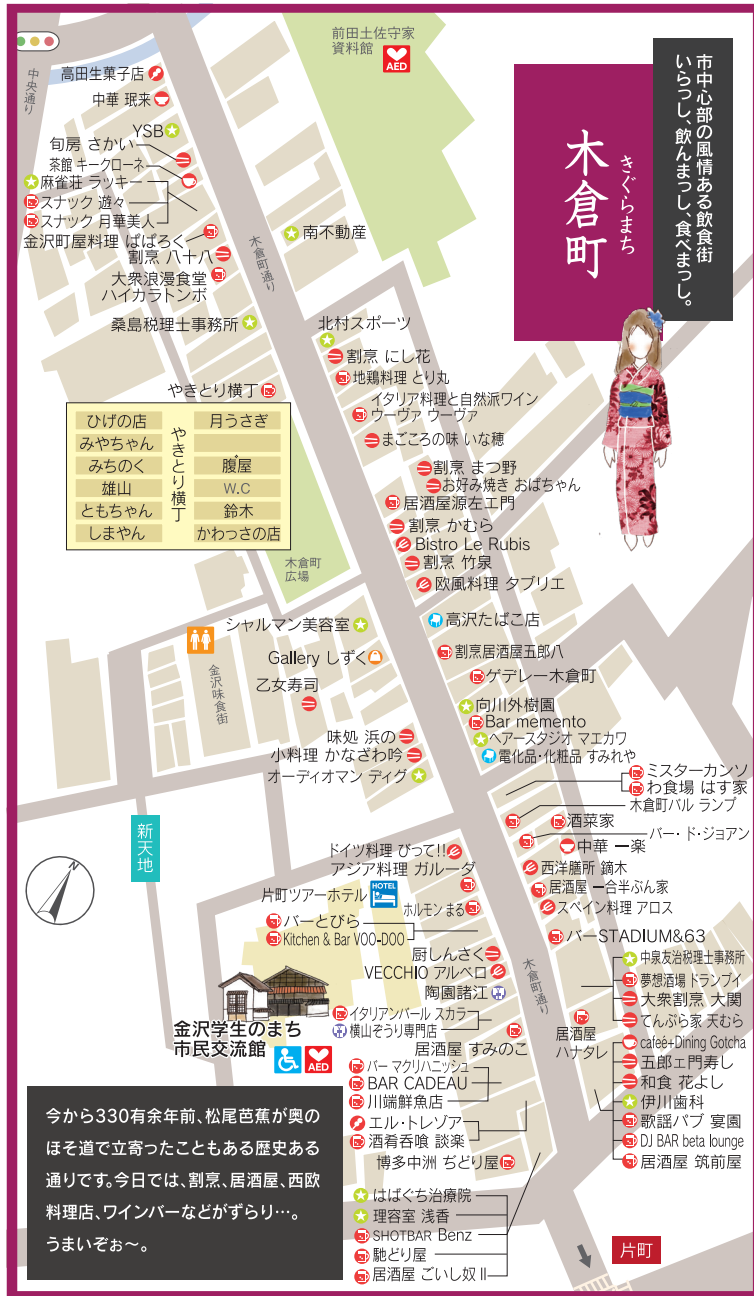 前田土佐守家
資料館
AED
中央通り
市中心部の風情ある飲食街
いらっし、飲んまっし、食べまっし。
きぐらまち
木倉町
高田生菓子店
中華 珉来
YSB
旬房 さかい
茶館 キークローネ
麻雀荘 ラッキー
スナック 遊々
スナック 月華美人
金沢町屋料理 ぱぱろく
割烹 八十八
大衆浪漫食堂
ハイカラトンボ
桑島税理士事務所
木倉町通り
南不動産
北村スポーツ
割烹 にし花
地鶏料理 とり丸
イタリア料理と自然派ワイン
ウーヴァ ウーヴァ
まごころの味 いな穂
割烹 まつ野
お好み焼き おばちゃん
居酒屋源左エ門
割烹 かむら
Bistro Le Rubis
割烹 竹泉
欧風料理 タブリエ
やきとり横丁
やきとり横丁
ひげの店
みやちゃん
みちのく
雄山
ともちゃん
しまやん
月うさぎ
腹屋
W.C
鈴木
かわっさの店
木倉町
広場
シャルマン美容室
Gallery しずく
乙女寿司
金沢味食街
味処 浜の
小料理 かなざわ吟
オーディオマン ディグ
高沢たばこ店
割烹居酒屋五郎八
ゲデレー木倉町
向川外樹園
Bar memento
ヘアースタジオ マエカワ
電化品・化粧品 すみれや
ミスターカンソ
わ食場 はす家
木倉町バル ランプ
酒菜家
バー・ド・ジョアン
中華 一楽
西洋膳所 鏑木
居酒屋 一合半ぶん家
スペイン料理 アロス
バーSTADIUM&63
新天地
N
ドイツ料理 びって!!
アジア料理 ガルーダ
片町ツアーホテル
HOTEL
ホルモン まる
バーとびら
Kitchen & Bar VOO-DOO
厨しんさく
VECCHIO アルベロ
陶園諸江
イタリアンバール スカラ
横山ぞうり専門店
居酒屋 すみのこ
木倉町通り
居酒屋
ハナタレ
中泉友治税理士事務所
夢想酒場 ドランブイ
大衆割烹 大関
てんぷら家 天むら
cafeé+Dining Gotcha
五郎エ門寿し
和食 花よし
伊川歯科
歌謡パブ 宴園
DJ BAR beta lounge
居酒屋 筑前屋
金沢学生のまち
市民交流館
AED
バー マクリハニッシュ
BAR CADEAU
川端鮮魚店
エル・トレゾア
酒肴呑喰 談楽
博多中洲 ぢどり屋
はばぐち治療院
理容室 浅香
SHOTBAR Benz
馳どり屋
居酒屋 ごいし奴Ⅱ
片町
今から330有余年前、松尾芭蕉が奥の
ほそ道で立寄ったこともある歴史ある
通りです。今日では、割烹、居酒屋、西欧
料理店、ワインバーなどがずらり…。
うまいぞぉ～。